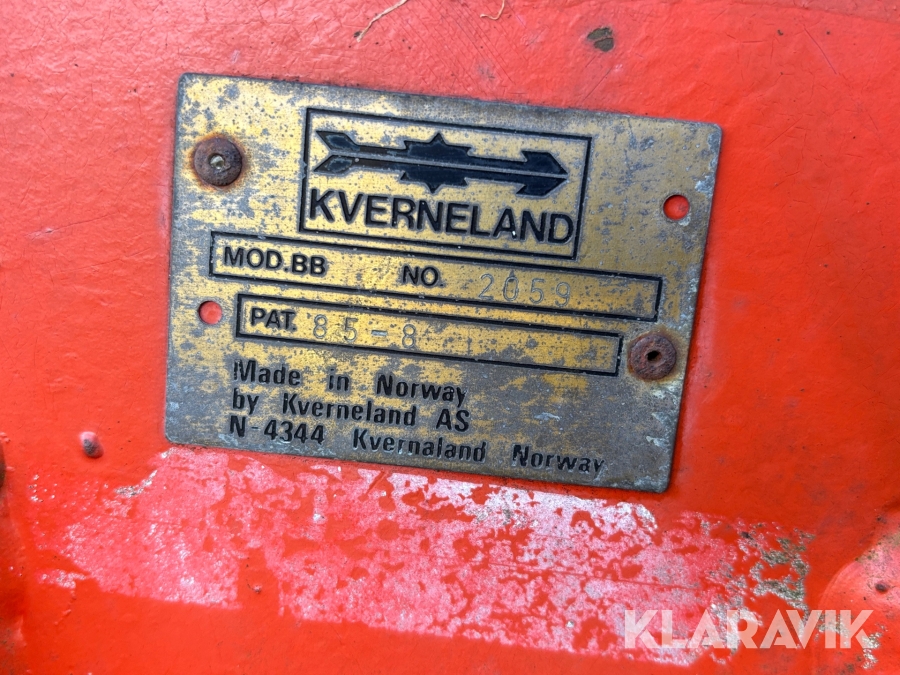 KVERNELAND
MOD.BB NO. 2059
PAT. 85-8
Made in Norway
by Kverneland AS
N-4344 Kvernaland Norway
KLARAVIK